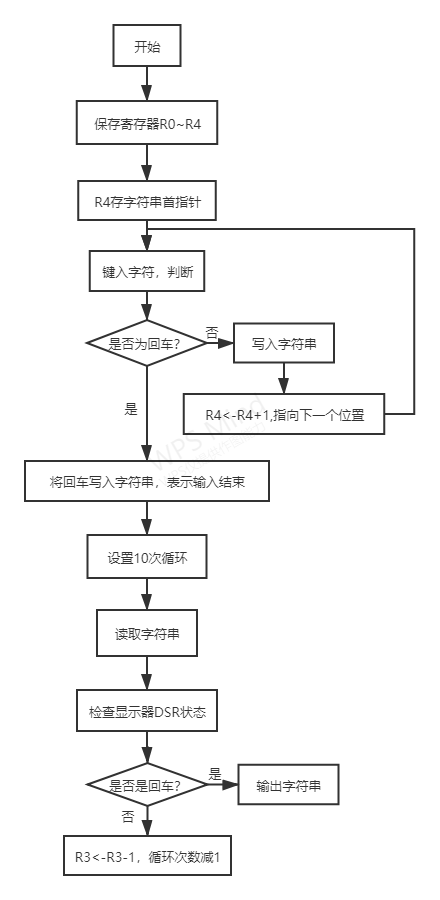 开始
保存寄存器R0~R4
R4存字符串首指针
键入字符，判断
是否为回车？
否
写入字符串
R4<-R4+1,指向下一个位置
是
WPS Mind
将回车写入字符串，表示输入结束
设置10次循环
读取字符串
检查显示器DSR状态
是否是回车？
是
输出字符串
否
R3<-R3-1，循环次数减1